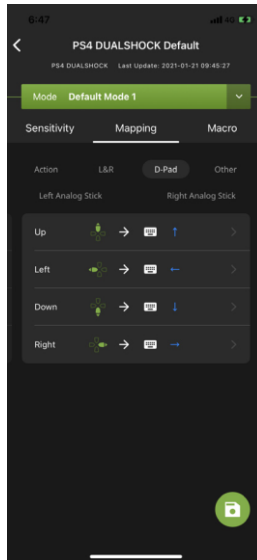 6:47
4G
PS4 DUALSHOCK Default
PS4 DUALSHOCK Last Update: 2021-01-21 09:45:27
Mode Default Mode 1
Sensitivity Mapping Macro
Action L&R D-Pad Other
Left Analog Stick Right Analog Stick
Up → ↑
Left → ←
Down → ↓
Right → →